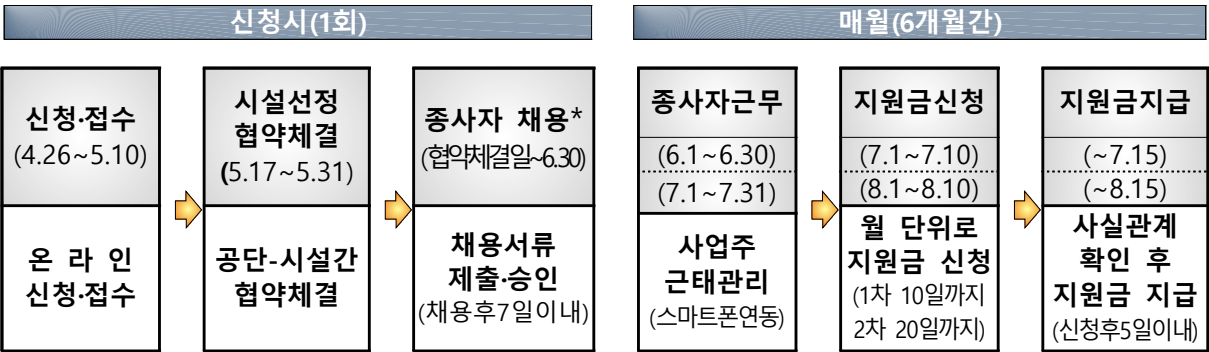 신청시(1회)
신청·접수
(4.26~5.10)
온 라 인
신청·접수
시설선정
협약체결
(5.17~5.31)
공단-시설간
협약체결
종사자 채용*
(협약체결일~6.30)
채용서류
제출·승인
(채용후7일이내)
매월(6개월간)
종사자근무
(6.1~6.30)
(7.1~7.31)
사업주
근태관리
(스마트폰연동)
지원금신청
(7.1~7.10)
(8.1~8.10)
월 단위로
지원금 신청
(1차 10일까지
2차 20일까지)
지원금지급
(~7.15)
(~8.15)
사실관계
확인 후
지원금 지급
(신청후5일이내)